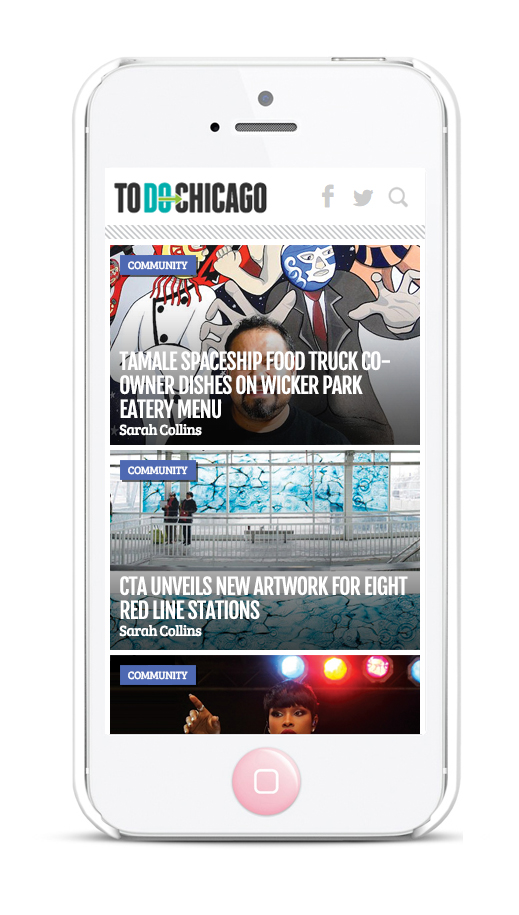 TO DO CHICAGO
COMMUNITY
TAMALE SPACESHIP FOOD TRUCK CO-
OWNER DISHES ON WICKER PARK
EATERY MENU
Sarah Collins
COMMUNITY
CTA UNVEILS NEW ARTWORK FOR EIGHT
RED LINE STATIONS
Sarah Collins
COMMUNITY